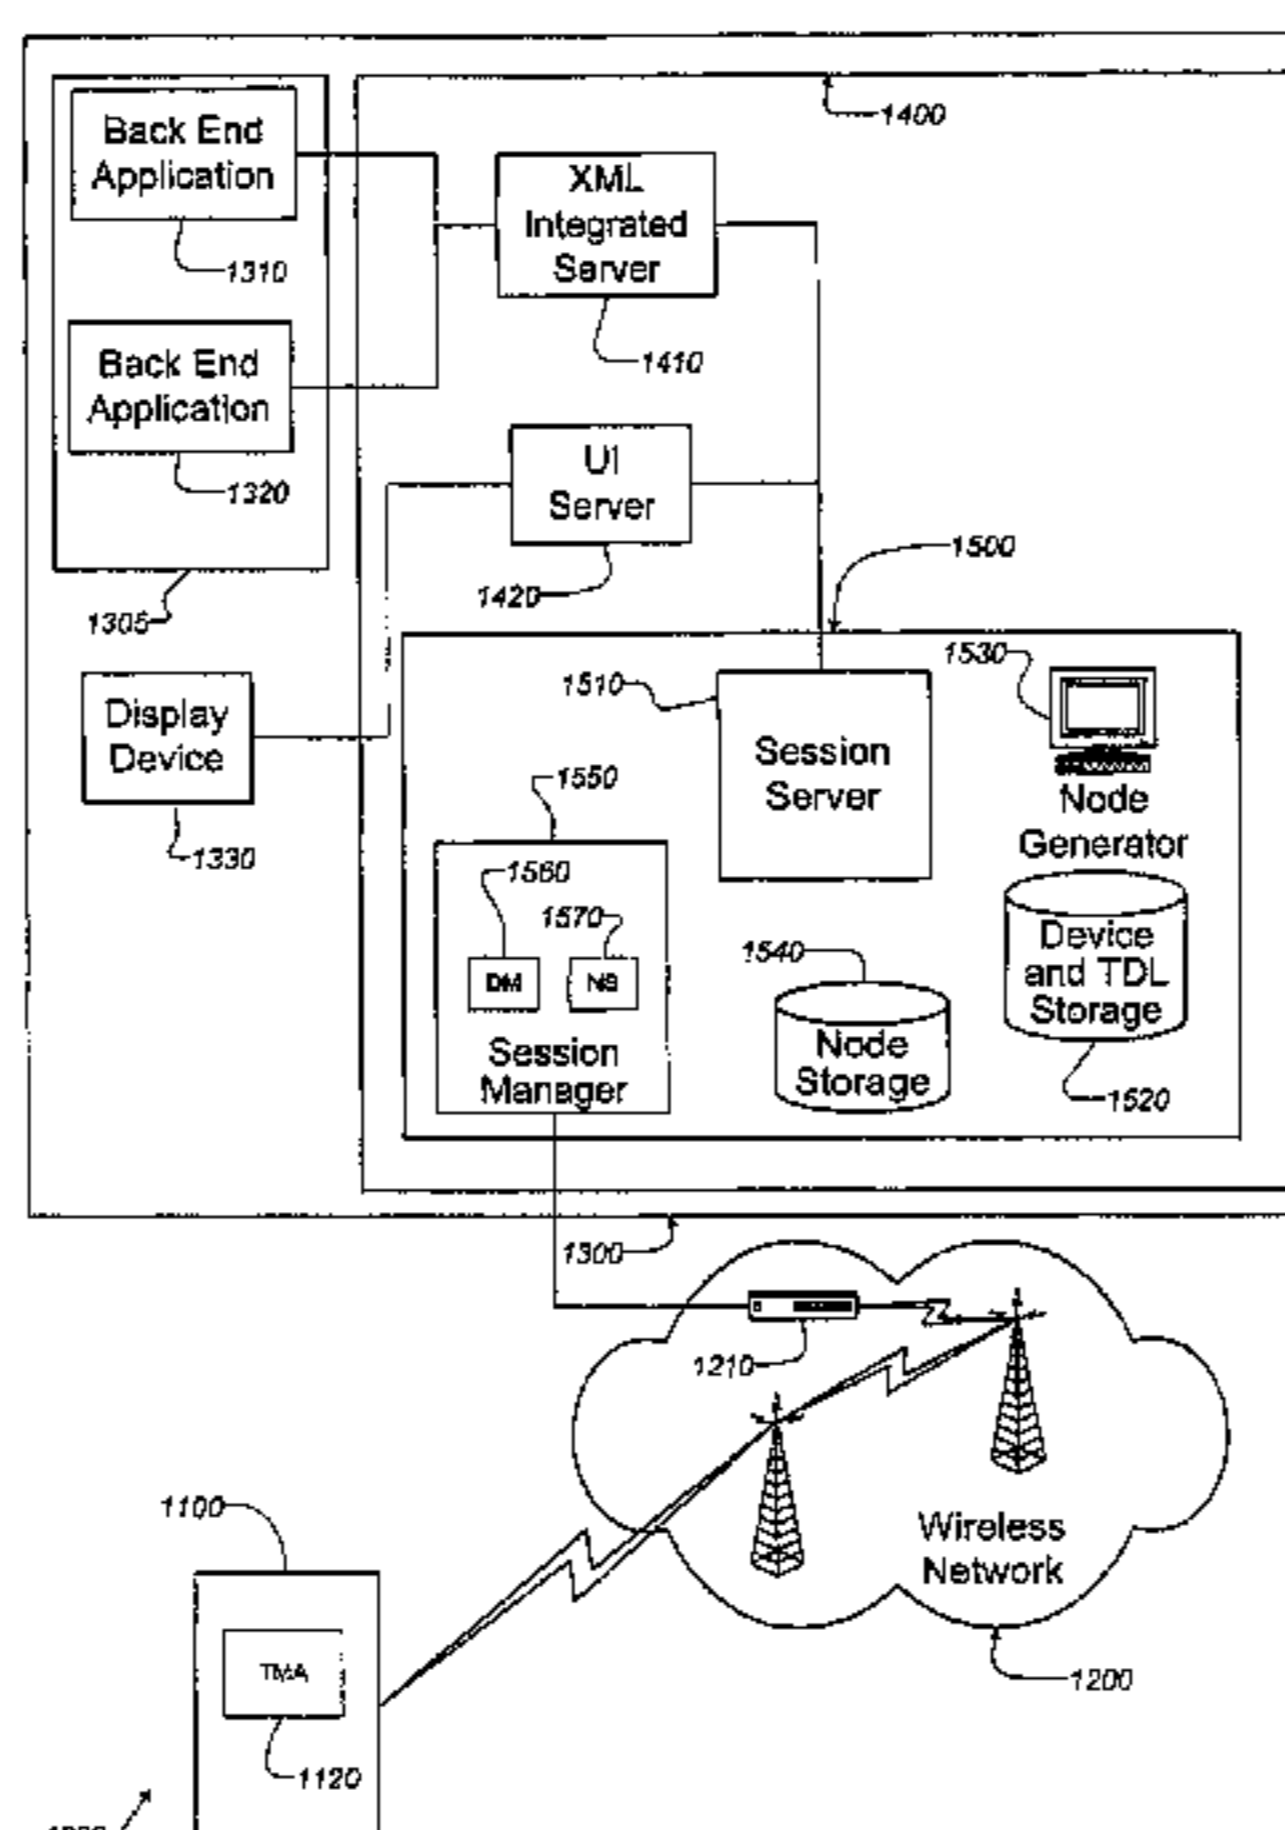 1400
Back End
Application
1310
XML
Integrated
Server
1410
Back End
Application
1320
UI
Server
1420
1305
1500
Display
Device
1330
1510
Session
Server
1530
Node
Generator
1550
1560
1570
DM
NS
Session
Manager
1540
Node
Storage
Device
and TDL
Storage
1520
1300
1210
Wireless
Network
1200
1100
TMA
1120